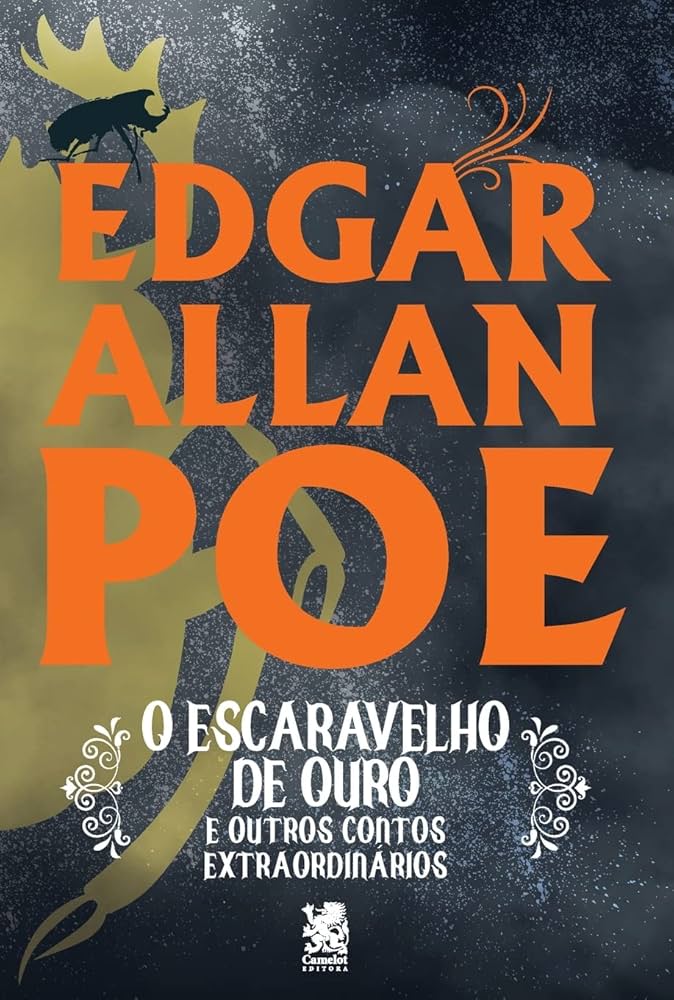 EDGAR
ALLAN
POE
O ESCARAVELHO
DE OURO
E OUTROS CONTOS
EXTRAORDINÁRIOS
Camelot
EDITORA